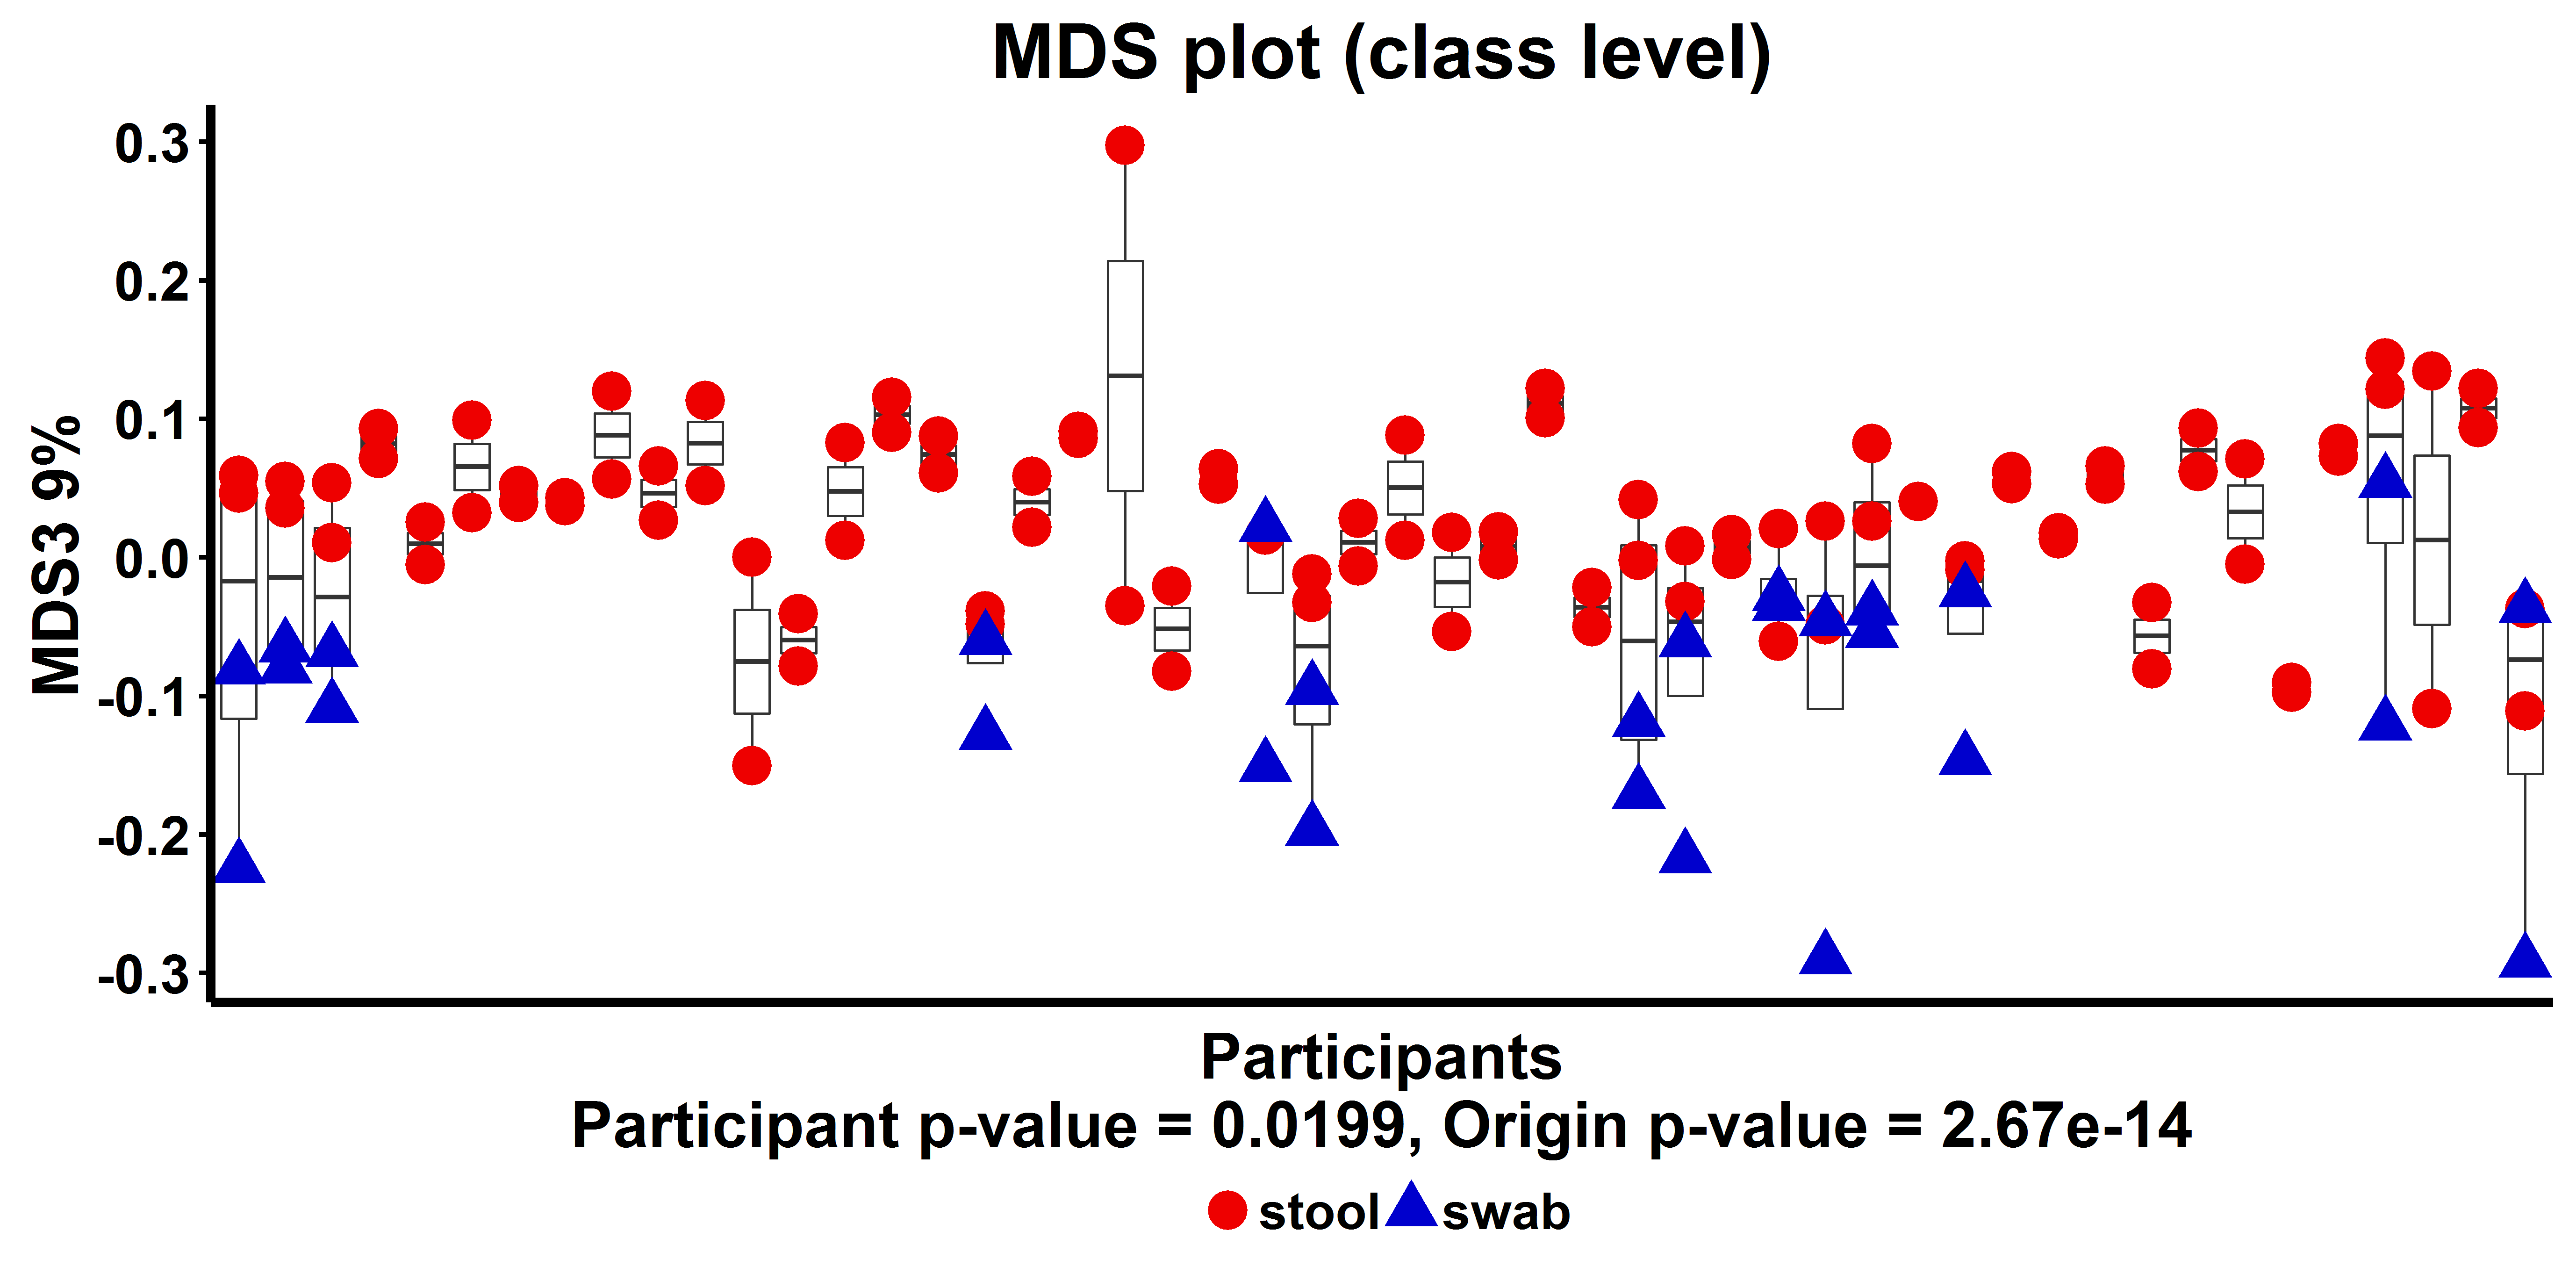 MDS plot (class level)
MDS3 9%
0.3
0.2
0.1
0.0
-0.1
-0.2
-0.3
Participants
Participant p-value = 0.0199, Origin p-value = 2.67e-14
stool swab